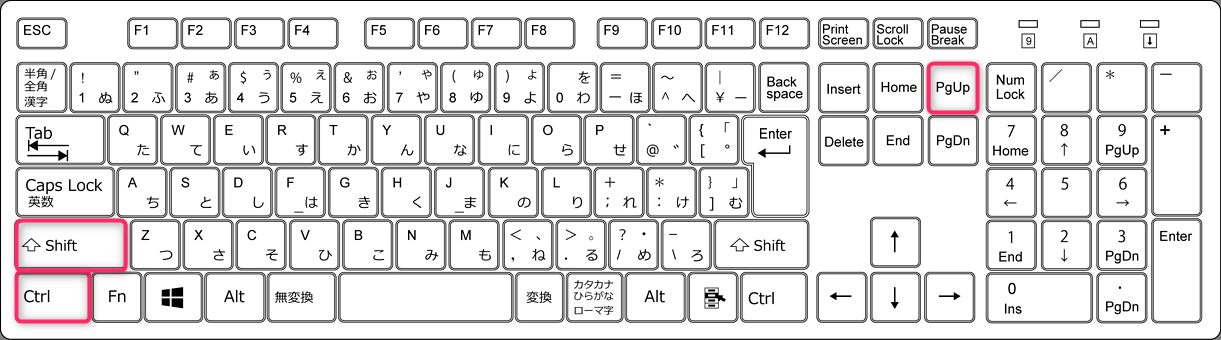 ESC F1 F2 F3 F4 F5 F6 F7 F8 F9 F10 F11 F12 Print Screen Scroll Lock Pause Break 9 A ↓
半角/ 全角 漢字 ! 1 ぬ " 2 ふ # ぁ 3 あ $ ぅ 4 う % ぇ 5 え & ぉ 6 お ' ゃ 7 や ( ゅ 8 ゆ ) ょ 9 よ を 0 わ = － ほ ～ ^ へ | ¥ ー Back space Insert Home PgUp Num Lock ／ * －
Tab Q た W て E い R す T か Y ん U な I に O ら P せ ` @ ゛ { 「 [ ° Enter Delete End PgDn 7 Home 8 ↑ 9 PgUp +
Caps Lock 英数 A ち S と D し F _は G き H く J _ま K の L り + ; れ * : け } 」 ] む 4 ← 5 6 →
Shift Z つ X さ C そ V ひ B こ N み M も < 、 , ね > 。 . る ? ・ / め _ \ ろ Shift ↑ 1 End 2 ↓ 3 PgDn Enter
Ctrl Fn Alt 無変換 変換 カタカナ ひらがな ローマ字 Alt Ctrl ← ↓ → 0 Ins . PgDn